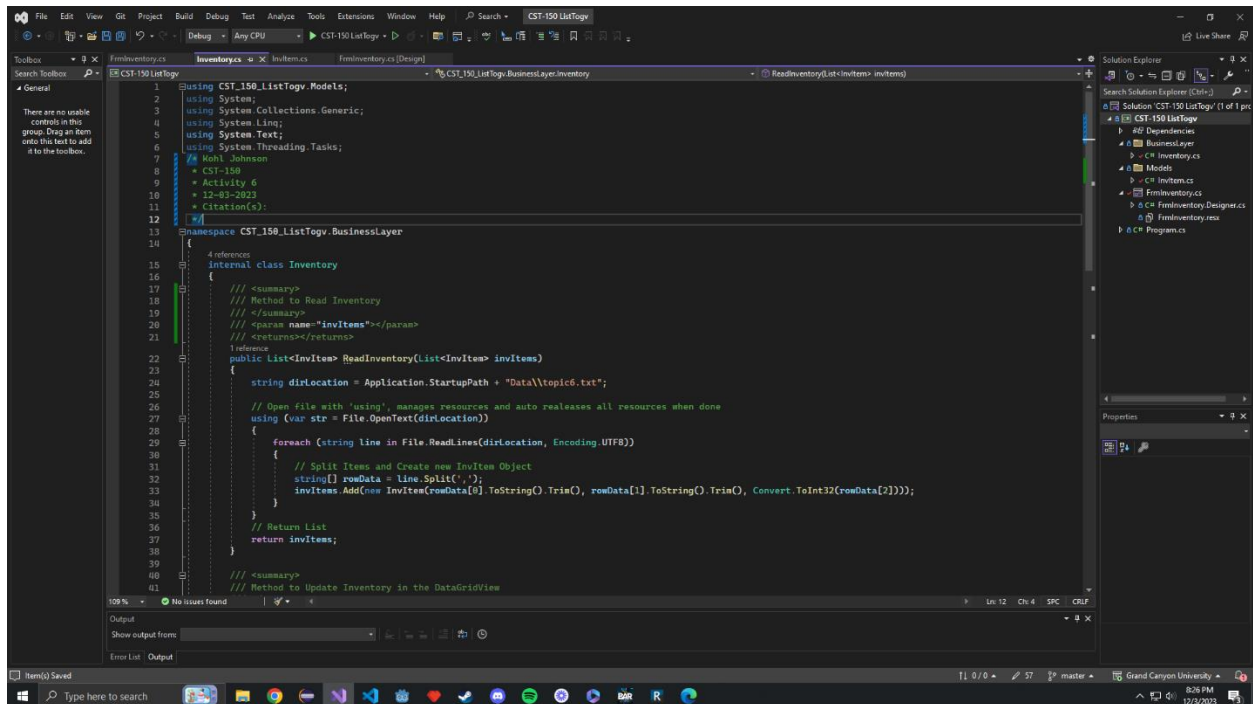 File Edit View Git Project Build Debug Test Analyze Tools Extensions Window Help Search CST-150 ListTogv
Debug Any CPU CST-150 ListTogv Live Share
Toolbox
Search Toolbox
General
There are no usable
controls in this
group. Drag an item
onto this text to add
it to the toolbox.
FrmInventory.cs Inventory.cs InvItem.cs FrmInventory.cs [Design]
CST-150 ListTogv CST_150_ListTogv.BusinessLayer.Inventory ReadInventory(List<InvItem> invItems)
1 using CST_150_ListTogv.Models;
2 using System;
3 using System.Collections.Generic;
4 using System.Linq;
5 using System.Text;
6 using System.Threading.Tasks;
7 /* Kohl Johnson
8 * CST-150
9 * Activity 6
10 * 12-03-2023
11 * Citation(s):
12 */
13 namespace CST_150_ListTogv.BusinessLayer
14 {
4 references
15 internal class Inventory
16 {
17 /// <summary>
18 /// Method to Read Inventory
19 /// </summary>
20 /// <param name="invItems"></param>
21 /// <returns></returns>
1 reference
22 public List<InvItem> ReadInventory(List<InvItem> invItems)
23 {
24 string dirLocation = Application.StartupPath + "Data\\topic6.txt";
25
26 // Open file with 'using', manages resources and auto realeases all resources when done
27 using (var str = File.OpenText(dirLocation))
28 {
29 foreach (string line in File.ReadLines(dirLocation, Encoding.UTF8))
30 {
31 // Split Items and Create new InvItem Object
32 string[] rowData = line.Split(',');
33 invItems.Add(new InvItem(rowData[0].ToString().Trim(), rowData[1].ToString().Trim(), Convert.ToInt32(rowData[2])));
34 }
35 }
36 // Return List
37 return invItems;
38 }
39
40 /// <summary>
41 /// Method to Update Inventory in the DataGridView
109 % No issues found Ln: 12 Ch: 4 SPC CRLF
Output
Show output from:
Error List Output
Solution Explorer
Search Solution Explorer (Ctrl+;)
Solution 'CST-150 ListTogv' (1 of 1 pro
CST-150 ListTogv
Dependencies
BusinessLayer
C# Inventory.cs
Models
C# InvItem.cs
FrmInventory.cs
C# FrmInventory.Designer.cs
FrmInventory.resx
C# Program.cs
Properties
Item(s) Saved 0 / 0 57 master Grand Canyon University
Type here to search BAR R 8:26 PM
12/3/2023